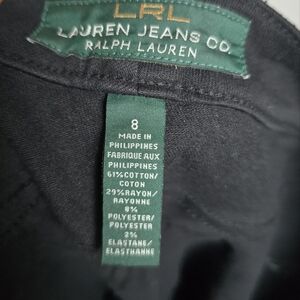 LRL
LAUREN JEANS CO.
RALPH LAUREN
8
MADE IN
PHILIPPINES
FABRIQUE AUX
PHILIPPINES
61%COTTON/
COTON
29%RAYON/
RAYONNE
8%
POLYESTER/
POLYESTER
2%
ELASTANE/
ELASTHANNE